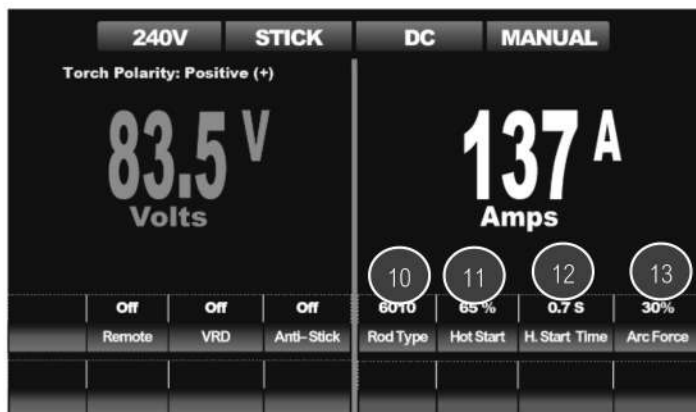 240V STICK DC MANUAL
Torch Polarity: Positive (+)
83.5 V 137 A
Volts Amps
10 11 12 13
Off Off Off 6010 65 % 0.7 S 30%
Remote VRD Anti-Stick Rod Type Hot Start H. Start Time Arc Force